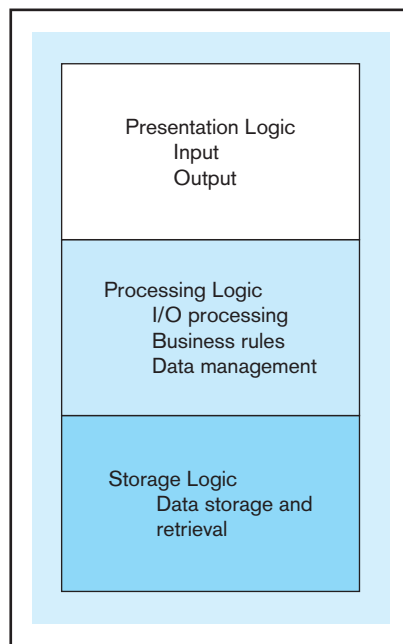 Presentation Logic
Input
Output
Processing Logic
I/O processing
Business rules
Data management
Storage Logic
Data storage and
retrieval